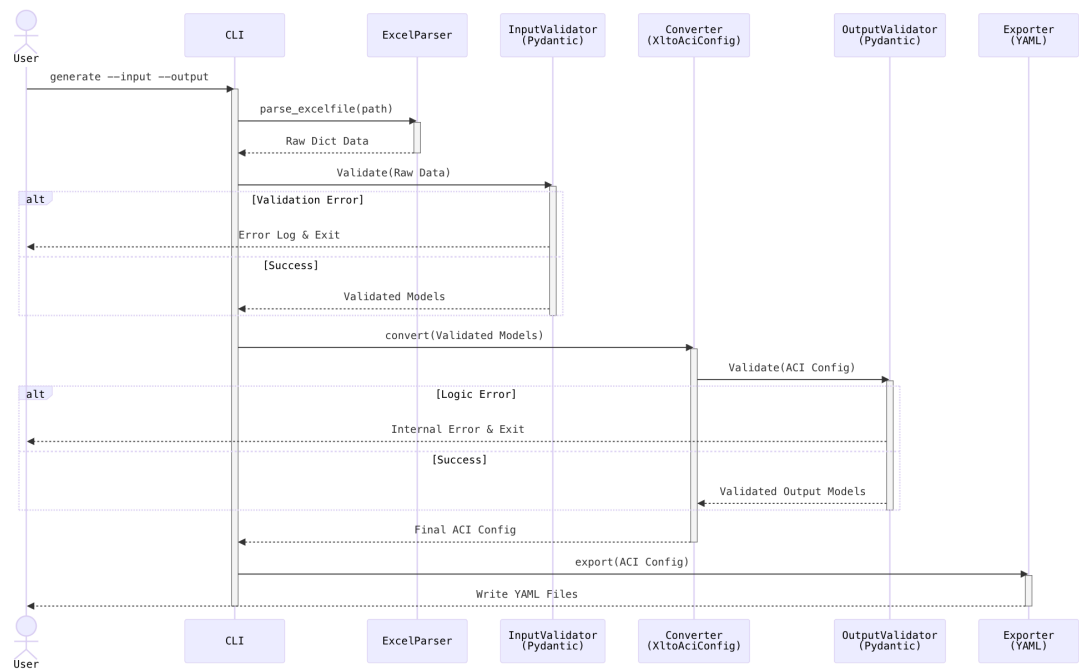 CLI
ExcelParser
InputValidator
(Pydantic)
Converter
(XltoAciConfig)
OutputValidator
(Pydantic)
Exporter
(YAML)
User
generate --input --output
parse_excelfile(path)
Raw Dict Data
Validate(Raw Data)
alt
[Validation Error]
Error Log & Exit
[Success]
Validated Models
convert(Validated Models)
Validate(ACI Config)
alt
[Logic Error]
Internal Error & Exit
[Success]
Validated Output Models
Final ACI Config
export(ACI Config)
Write YAML Files
CLI
ExcelParser
InputValidator
(Pydantic)
Converter
(XltoAciConfig)
OutputValidator
(Pydantic)
Exporter
(YAML)
User